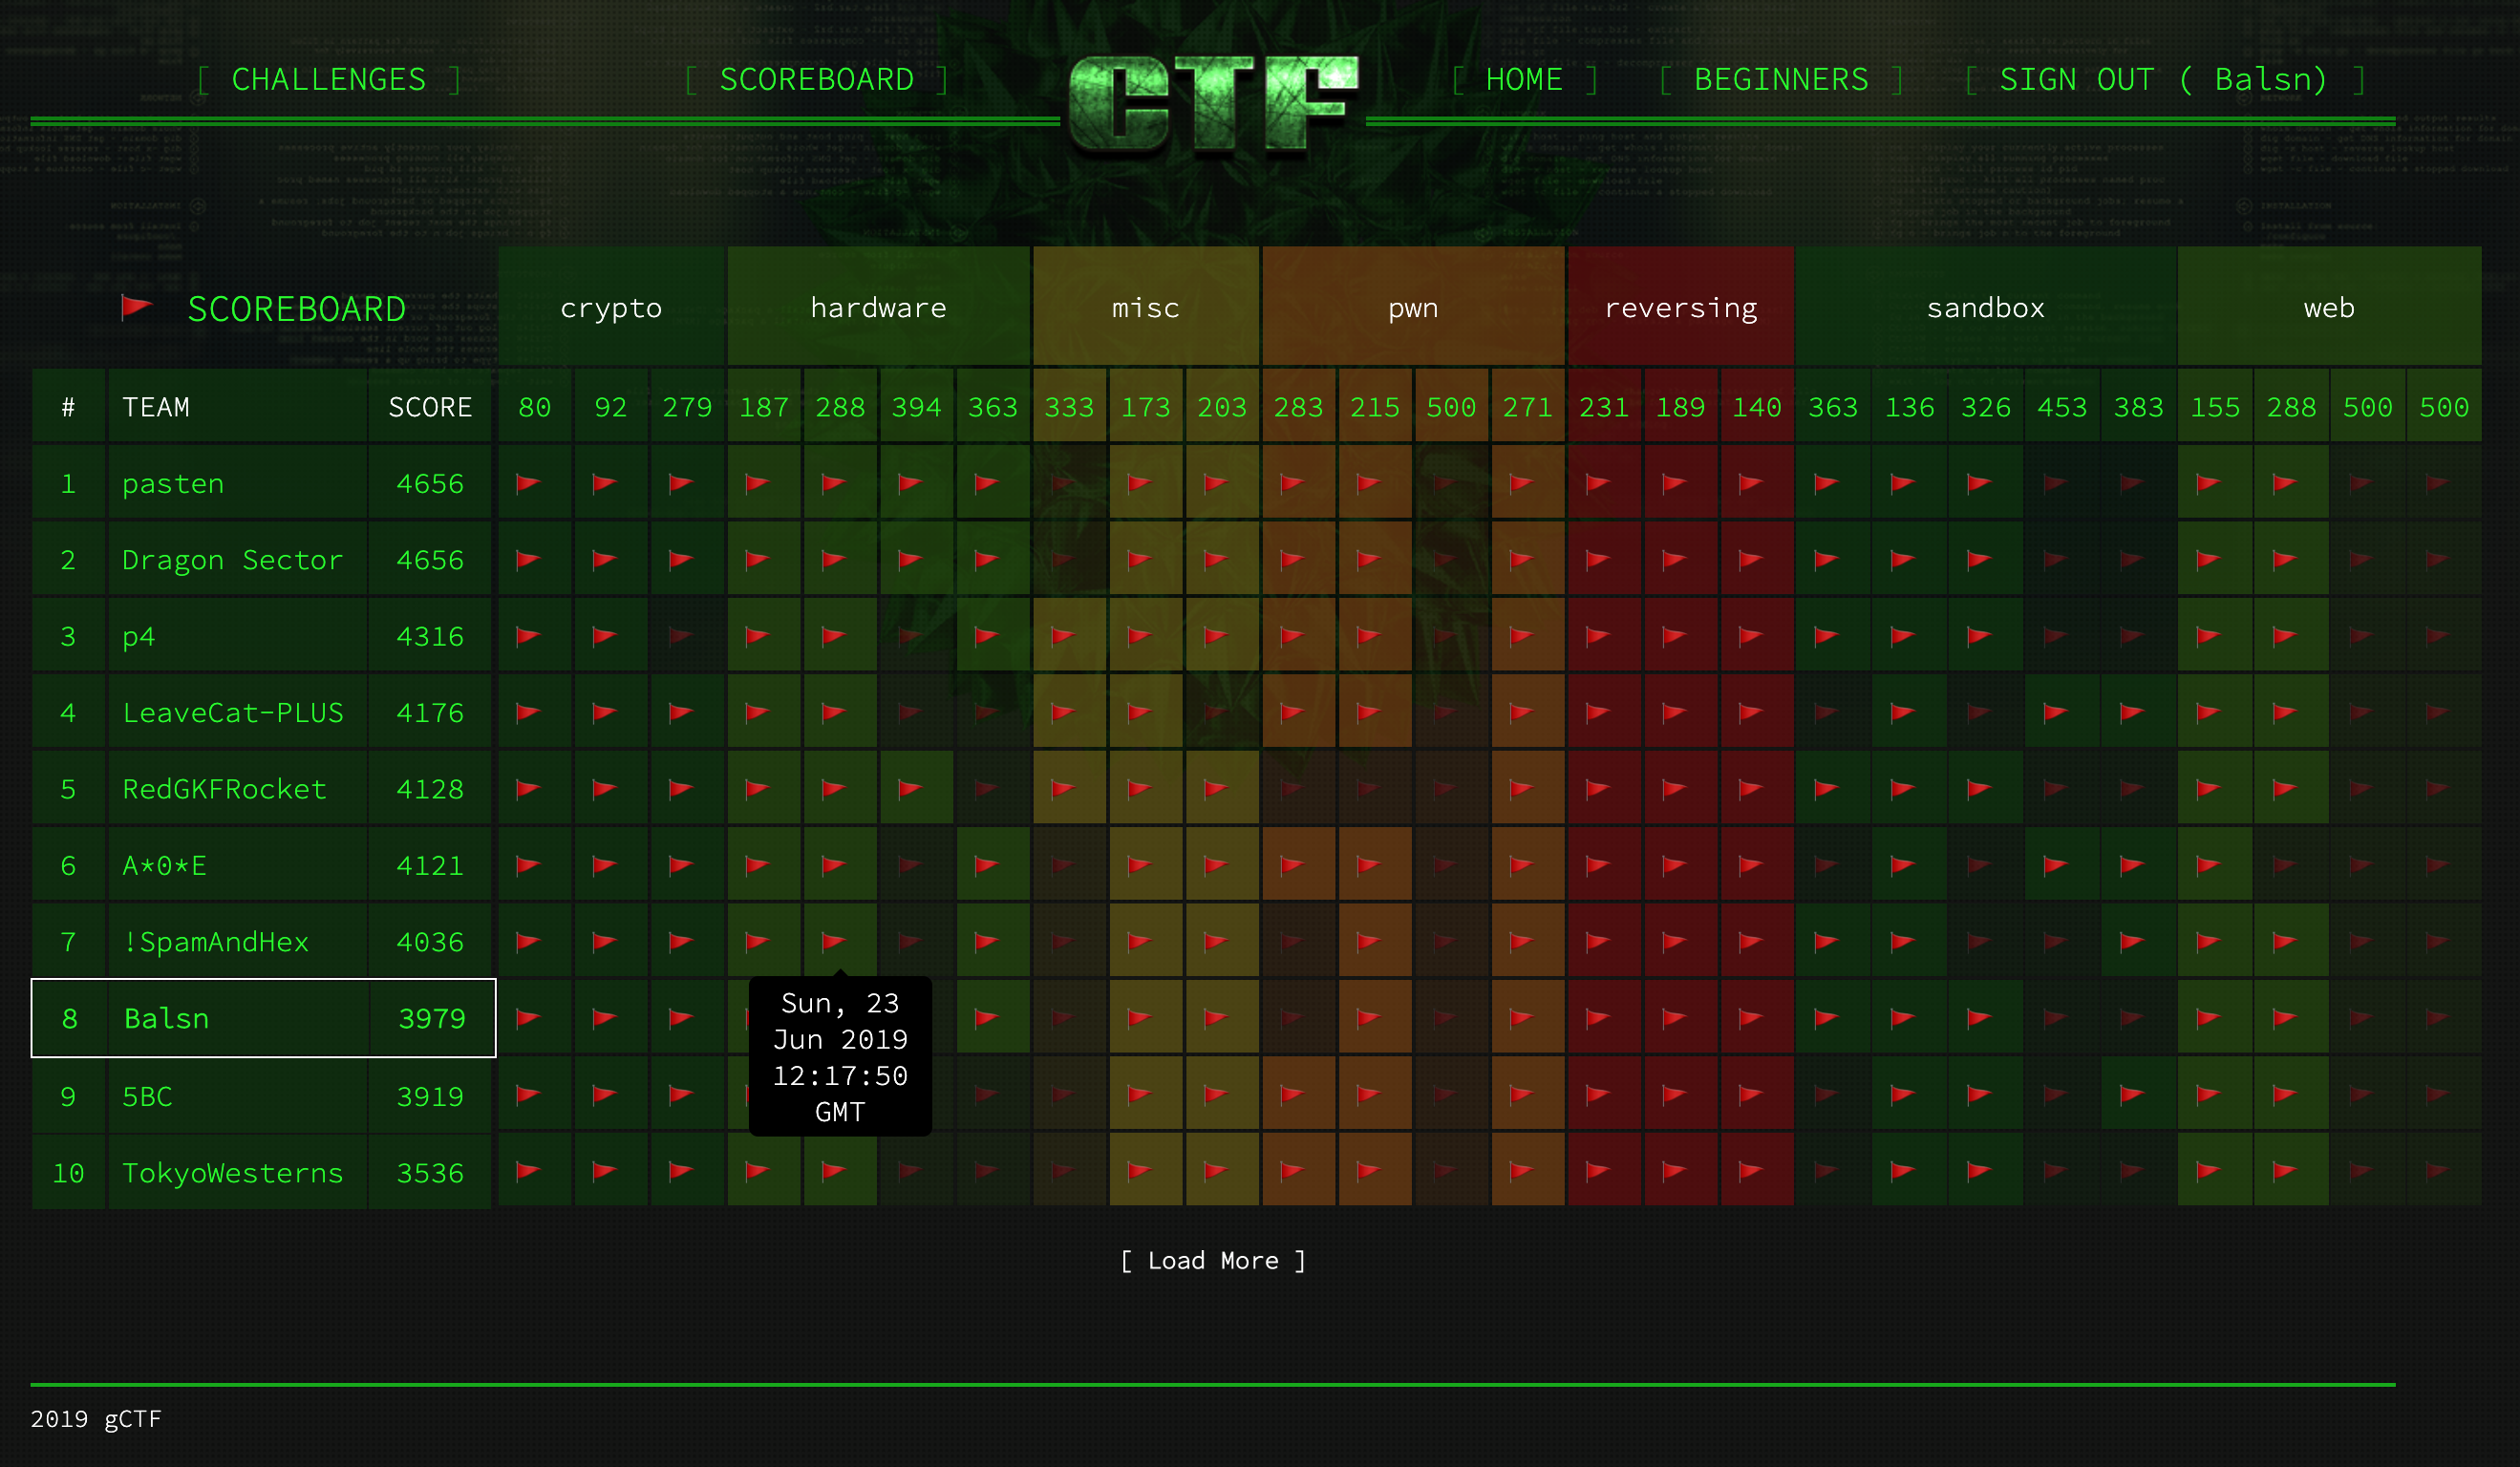 [ CHALLENGES ] [ SCOREBOARD ] CTF [ HOME ] [ BEGINNERS ] [ SIGN OUT ( Balsn) ]
SCOREBOARD crypto hardware misc pwn reversing sandbox web
# TEAM SCORE 80 92 279 187 288 394 363 333 173 203 283 215 500 271 231 189 140 363 136 326 453 383 155 288 500 500
1 pasten 4656
2 Dragon Sector 4656
3 p4 4316
4 LeaveCat-PLUS 4176
5 RedGKFRocket 4128
6 A*0*E 4121
7 !SpamAndHex 4036
8 Balsn 3979
9 5BC 3919
10 TokyoWesterns 3536
Sun, 23
Jun 2019
12:17:50
GMT
[ Load More ]
2019 gCTF